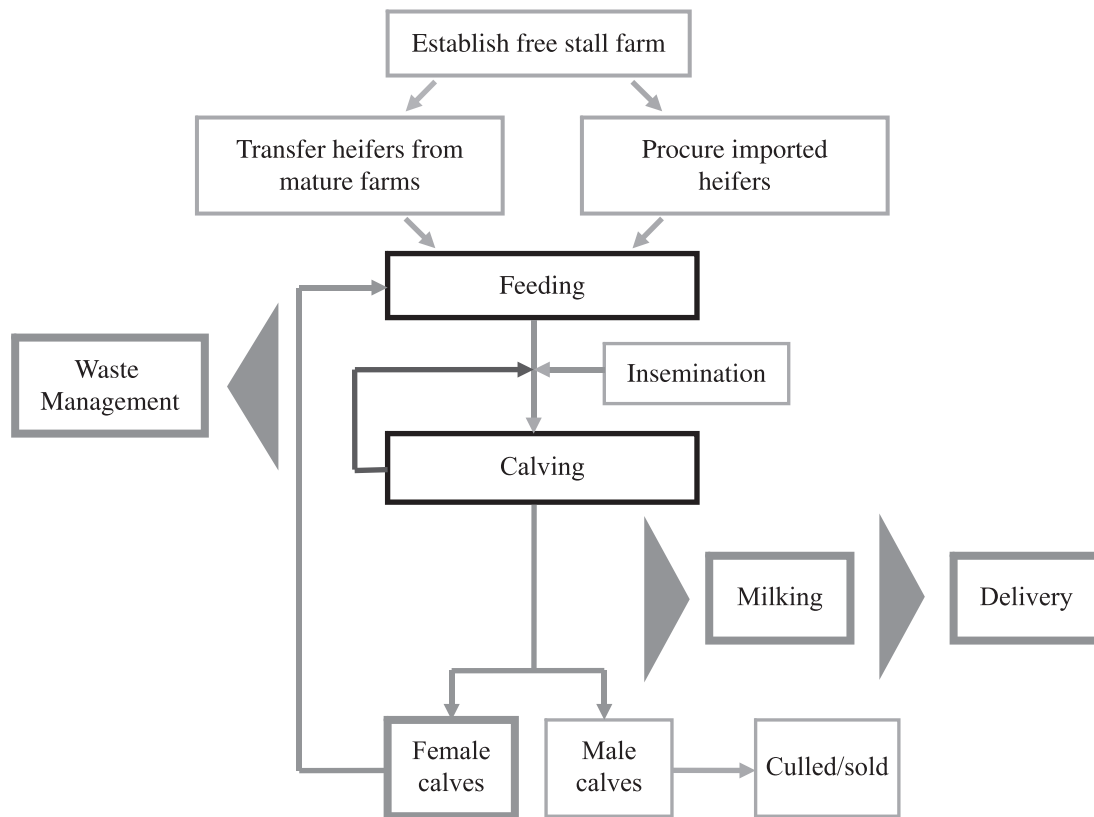 Establish free stall farm
Transfer heifers from
mature farms
Procure imported
heifers
Feeding
Waste
Management
Insemination
Calving
Milking
Delivery
Female
calves
Male
calves
Culled/sold